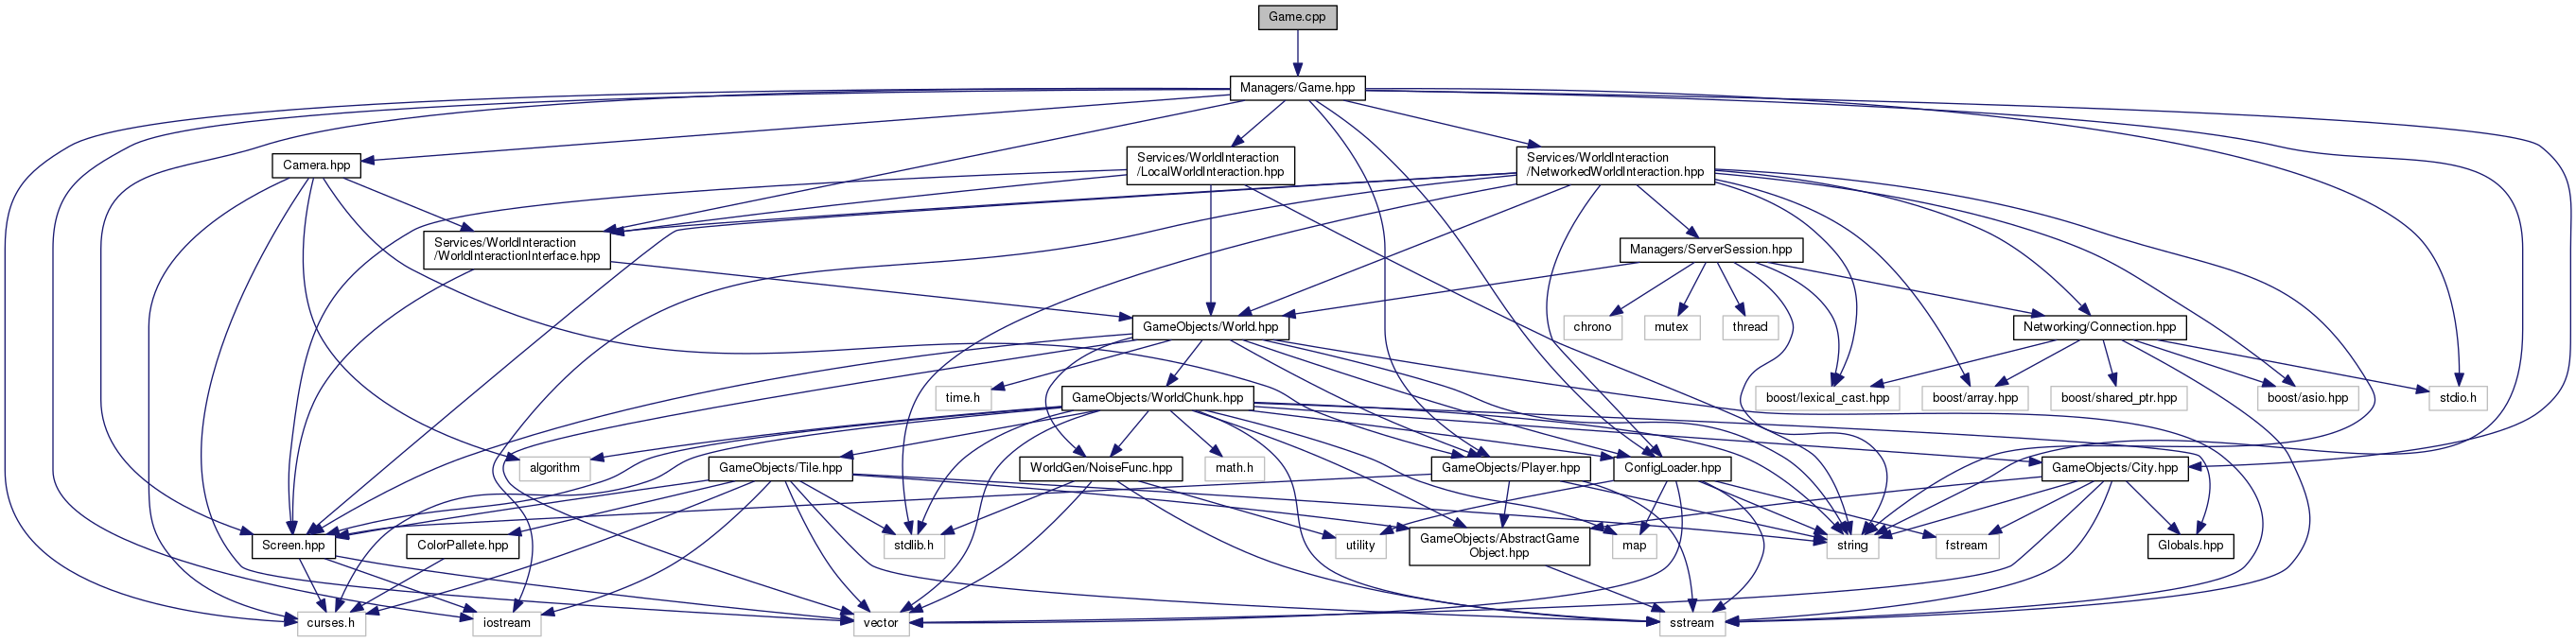 Game.cpp
Managers/Game.hpp
Camera.hpp
Services/WorldInteraction
/LocalWorldInteraction.hpp
Services/WorldInteraction
/NetworkedWorldInteraction.hpp
Services/WorldInteraction
/WorldInteractionInterface.hpp
Managers/ServerSession.hpp
GameObjects/World.hpp
chrono
mutex
thread
Networking/Connection.hpp
time.h
GameObjects/WorldChunk.hpp
boost/lexical_cast.hpp
boost/array.hpp
boost/shared_ptr.hpp
boost/asio.hpp
stdio.h
algorithm
GameObjects/Tile.hpp
WorldGen/NoiseFunc.hpp
math.h
GameObjects/Player.hpp
ConfigLoader.hpp
GameObjects/City.hpp
Screen.hpp
ColorPallete.hpp
stdlib.h
utility
GameObjects/AbstractGame
Object.hpp
map
string
fstream
Globals.hpp
curses.h
iostream
vector
sstream